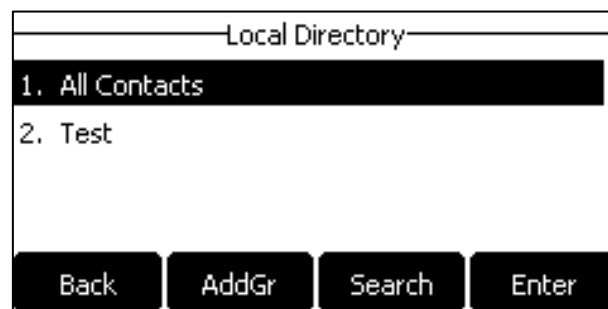 Local Directory
1. All Contacts
2. Test
Back AddGr Search Enter